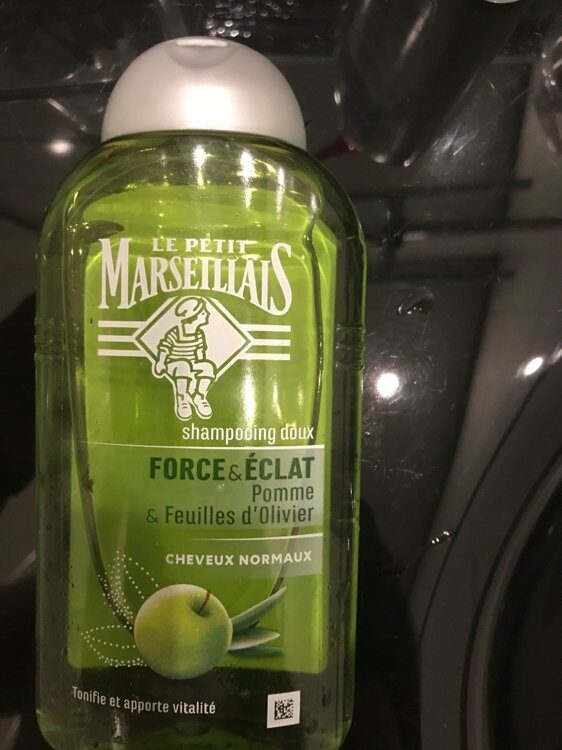 LE PETIT
MARSEILLAIS
shampooing doux
FORCE & ÉCLAT
Pomme
& Feuilles d'Olivier
CHEVEUX NORMAUX
Tonifie et apporte vitalité